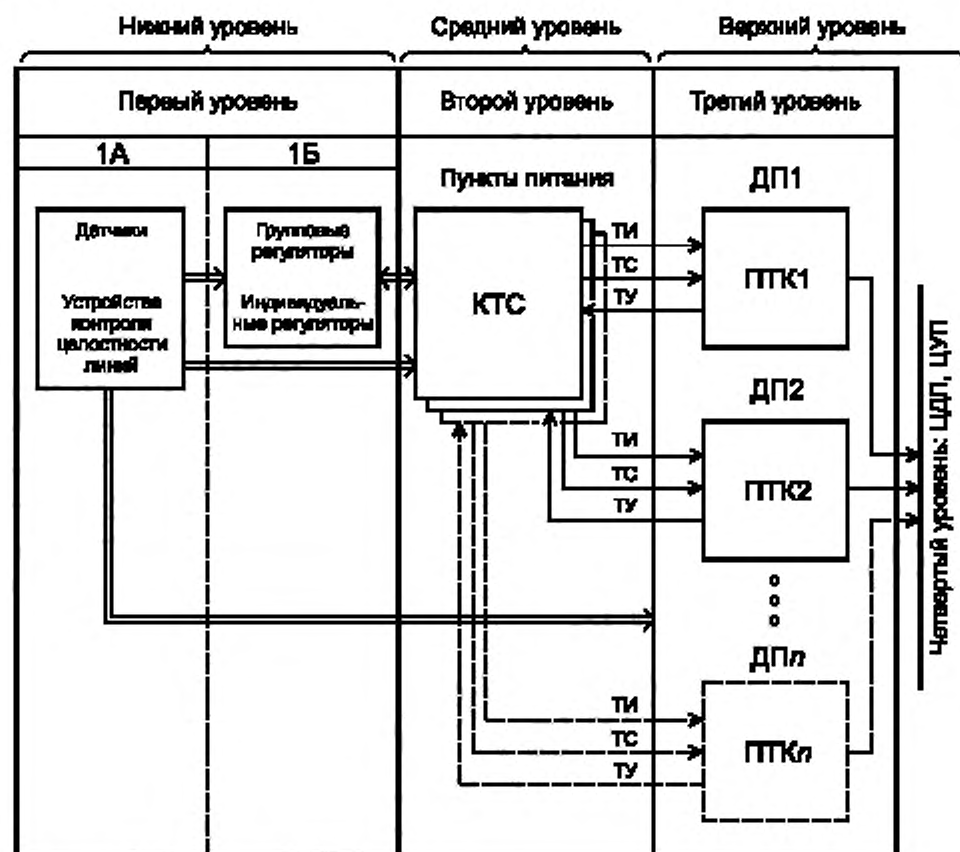 Нижний уровень
Средний уровень
Верхний уровень
Первый уровень
Второй уровень
Третий уровень
1А
1Б
Пункты питания
ДП1
Датчики
Устройства
контроля
целостности
линий
Групповые
регуляторы
Индивидуаль-
ные регуляторы
КТС
ТИ
ТС
ТУ
ПТК1
ДП2
ТИ
ТС
ТУ
ПТК2
ДПn
ТИ
ТС
ТУ
ПТКn
Четвертый уровень: ЦДП, ЦУП